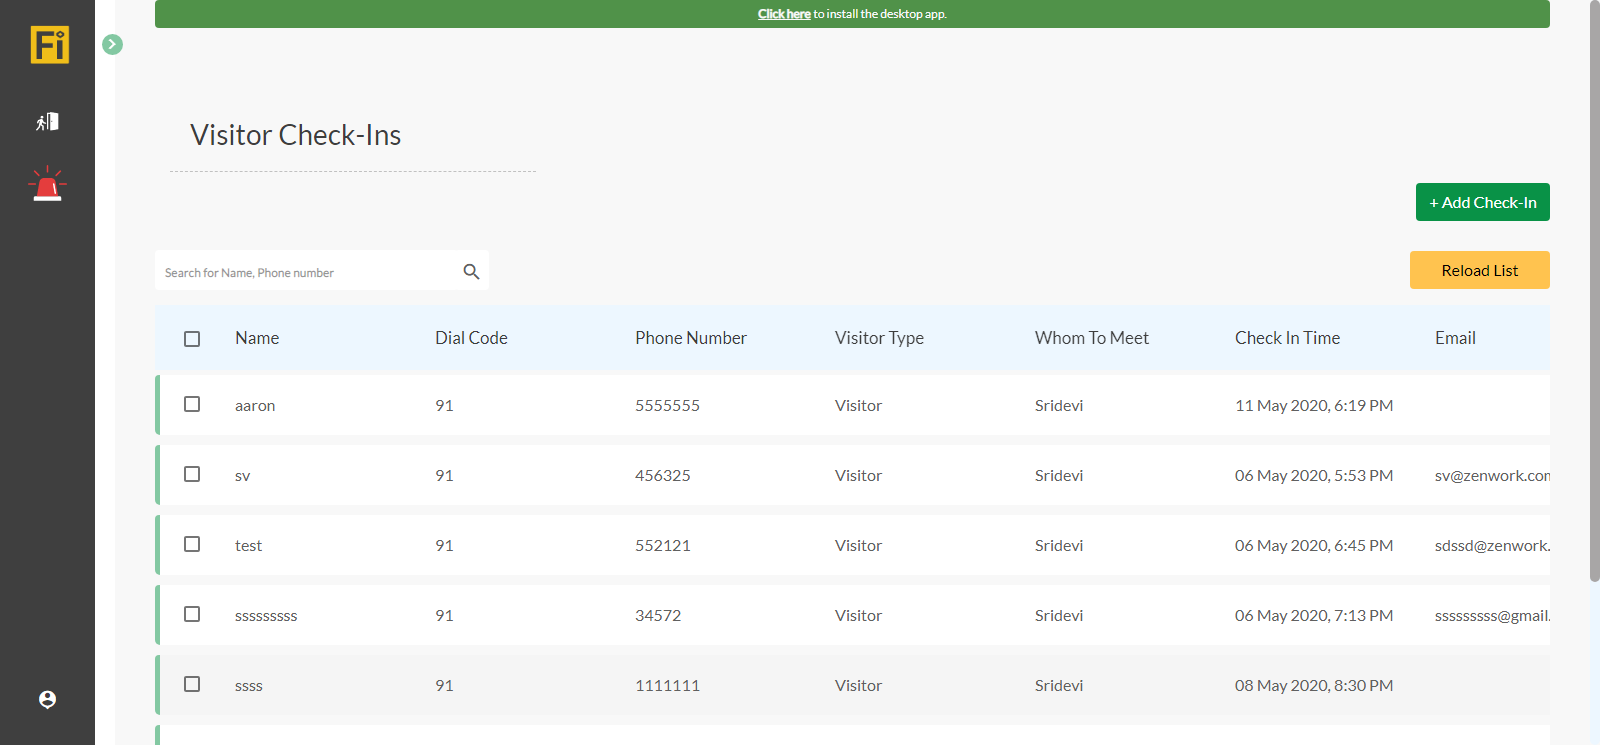 Click here to install the desktop app.
Fi
Visitor Check-Ins
+ Add Check-In
Search for Name, Phone number
Reload List
Name Dial Code Phone Number Visitor Type Whom To Meet Check In Time Email
aaron 91 5555555 Visitor Sridevi 11 May 2020, 6:19 PM
sv 91 456325 Visitor Sridevi 06 May 2020, 5:53 PM sv@zenwork.com
test 91 552121 Visitor Sridevi 06 May 2020, 6:45 PM sdssd@zenwork.
sssssssss 91 34572 Visitor Sridevi 06 May 2020, 7:13 PM sssssssss@gmail.
ssss 91 1111111 Visitor Sridevi 08 May 2020, 8:30 PM